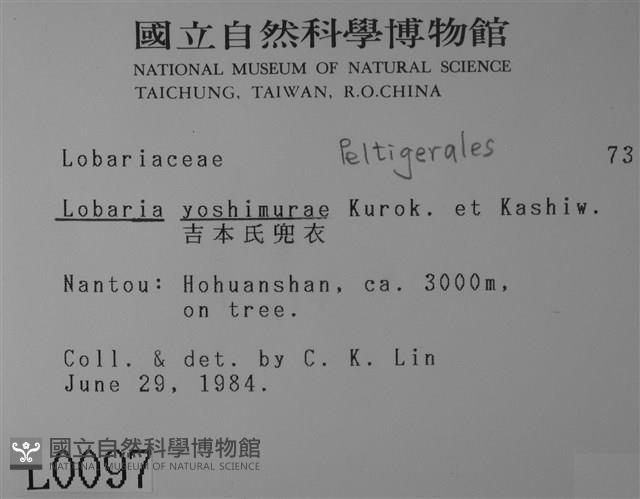 國立自然科學博物館
NATIONAL MUSEUM OF NATURAL SCIENCE
TAICHUNG, TAIWAN, R.O.CHINA
Lobariaceae Peltigerales 73
Lobaria yoshimurae Kurok. et Kashiw.
吉本氏兜衣
Nantou: Hohuanshan, ca. 3000m,
on tree.
Coll. & det. by C. K. Lin
June 29, 1984.
國立自然科學博物館
NATIONAL MUSEUM OF NATURAL SCIENCE
L0097